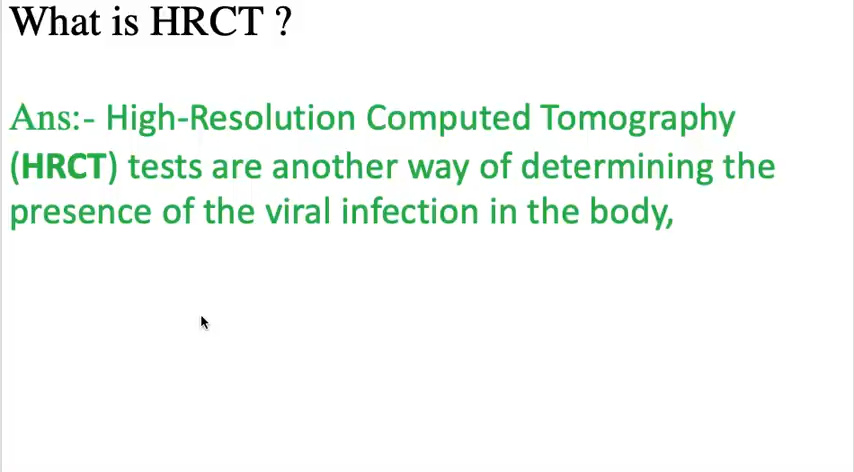 What is HRCT ?
Ans:- High-Resolution Computed Tomography
(HRCT) tests are another way of determining the
presence of the viral infection in the body,